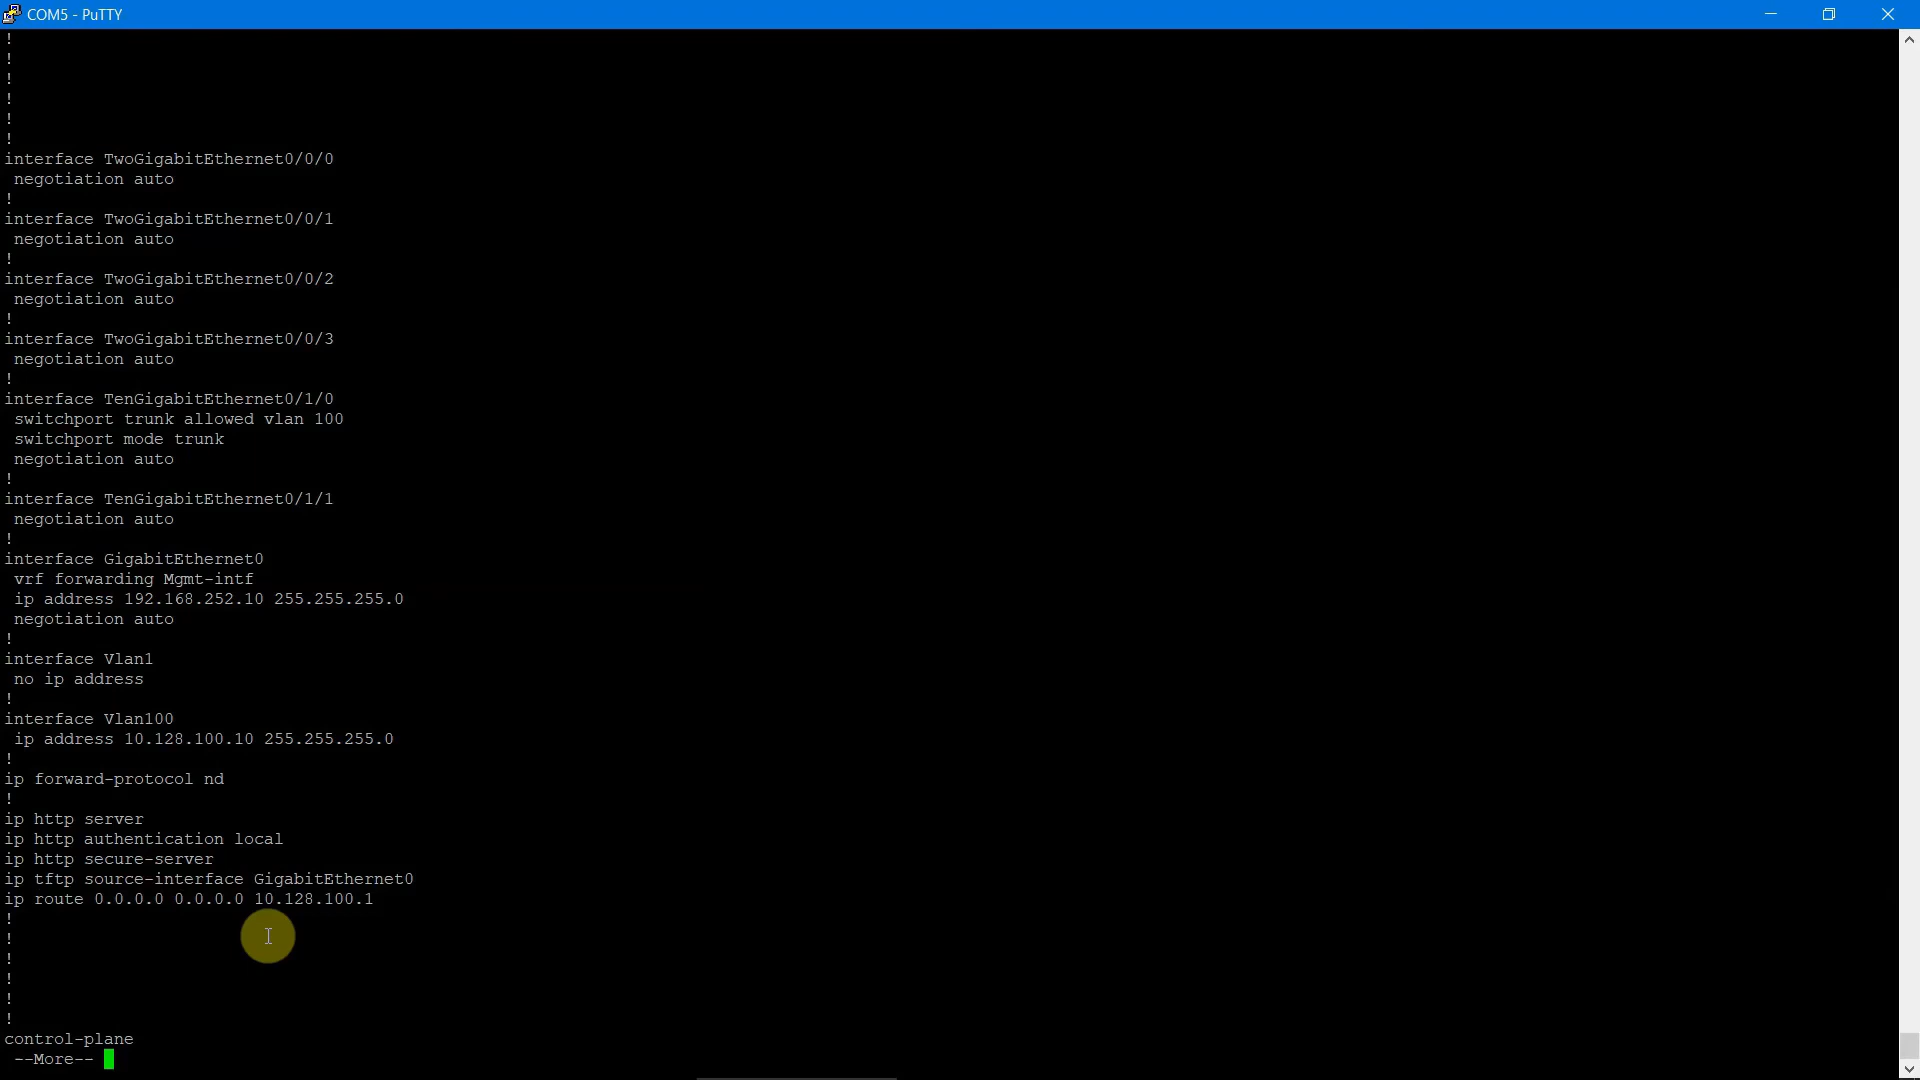 COM5 - PuTTY
!
!
!
!
!
!
interface TwoGigabitEthernet0/0/0
 negotiation auto
!
interface TwoGigabitEthernet0/0/1
 negotiation auto
!
interface TwoGigabitEthernet0/0/2
 negotiation auto
!
interface TwoGigabitEthernet0/0/3
 negotiation auto
!
interface TenGigabitEthernet0/1/0
 switchport trunk allowed vlan 100
 switchport mode trunk
 negotiation auto
!
interface TenGigabitEthernet0/1/1
 negotiation auto
!
interface GigabitEthernet0
 vrf forwarding Mgmt-intf
 ip address 192.168.252.10 255.255.255.0
 negotiation auto
!
interface Vlan1
 no ip address
!
interface Vlan100
 ip address 10.128.100.10 255.255.255.0
!
ip forward-protocol nd
!
ip http server
ip http authentication local
ip http secure-server
ip tftp source-interface GigabitEthernet0
ip route 0.0.0.0 0.0.0.0 10.128.100.1
!
!
!
!
!
!
control-plane
 --More--